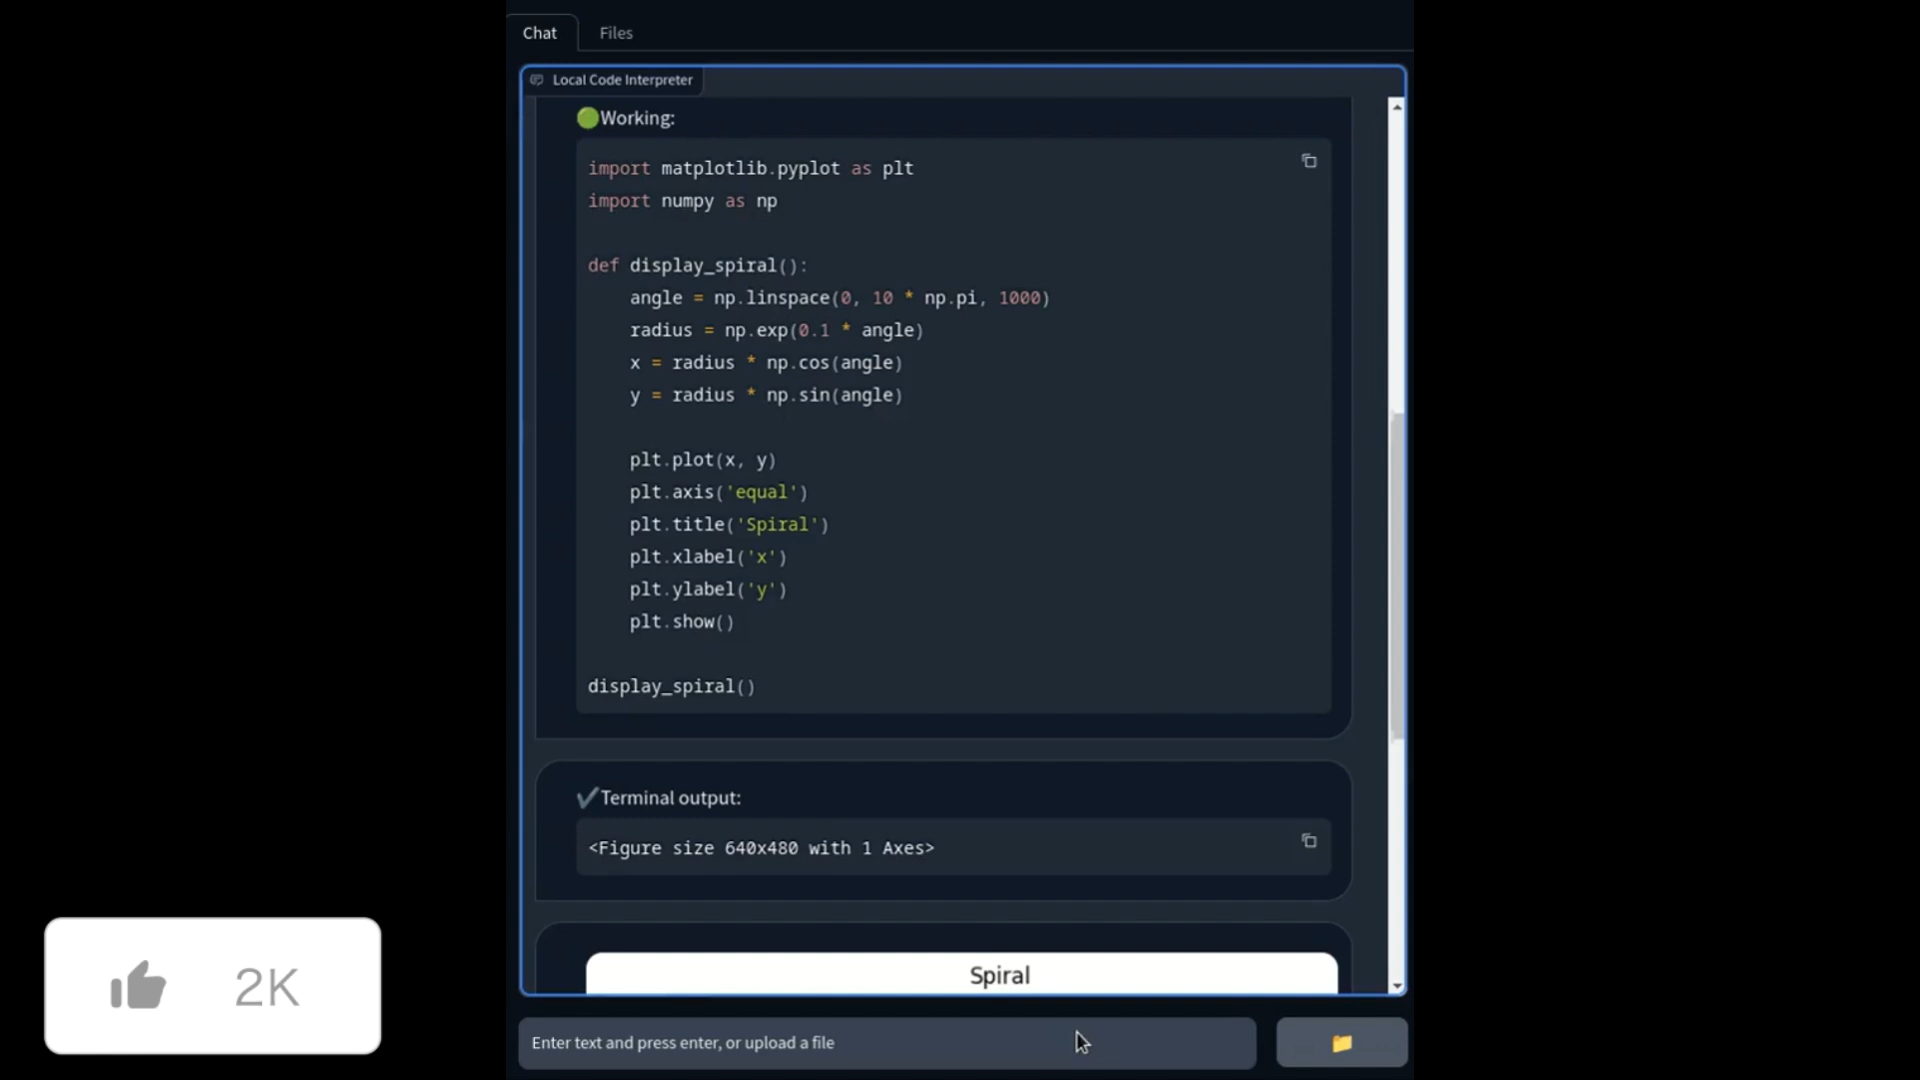 Chat Files
Local Code Interpreter
Working:
import matplotlib.pyplot as plt
import numpy as np
def display_spiral():
    angle = np.linspace(0, 10 * np.pi, 1000)
    radius = np.exp(0.1 * angle)
    x = radius * np.cos(angle)
    y = radius * np.sin(angle)
    plt.plot(x, y)
    plt.axis('equal')
    plt.title('Spiral')
    plt.xlabel('x')
    plt.ylabel('y')
    plt.show()
display_spiral()
Terminal output:
<Figure size 640x480 with 1 Axes>
Spiral
2K
Enter text and press enter, or upload a file